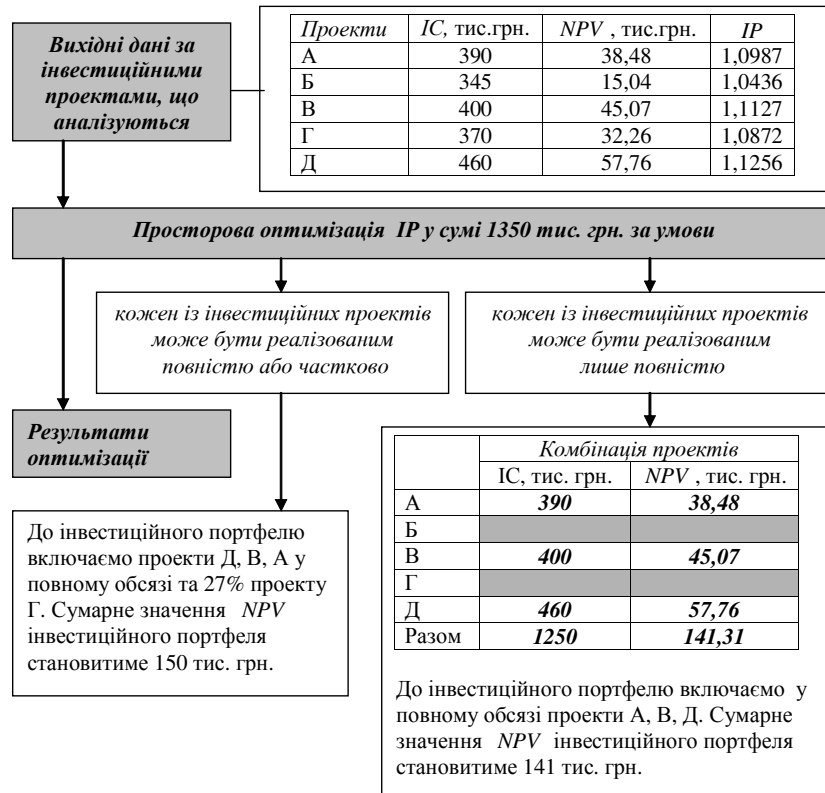 Вихідні дані за
інвестиційними
проектами, що
аналізуються
Проекти IC, тис.грн. NPV , тис.грн. IP
А 390 38,48 1,0987
Б 345 15,04 1,0436
В 400 45,07 1,1127
Г 370 32,26 1,0872
Д 460 57,76 1,1256
Просторова оптимізація IP у сумі 1350 тис. грн. за умови
кожен із інвестиційних проектів
може бути реалізованим
повністю або частково
кожен із інвестиційних проектів
може бути реалізованим
лише повністю
Результати
оптимізації
До інвестиційного портфелю
включаємо проекти Д, В, А у
повному обсязі та 27% проекту
Г. Сумарне значення NPV
інвестиційного портфеля
становитиме 150 тис. грн.
Комбінація проектів
IC, тис. грн. NPV , тис. грн.
А 390 38,48
Б
В 400 45,07
Г
Д 460 57,76
Разом 1250 141,31
До інвестиційного портфелю включаємо у
повному обсязі проекти А, В, Д. Сумарне
значення NPV інвестиційного портфеля
становитиме 141 тис. грн.